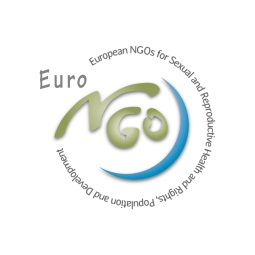 Euro
NGO
European NGOs for Sexual and Reproductive Health and Rights, Population and Development